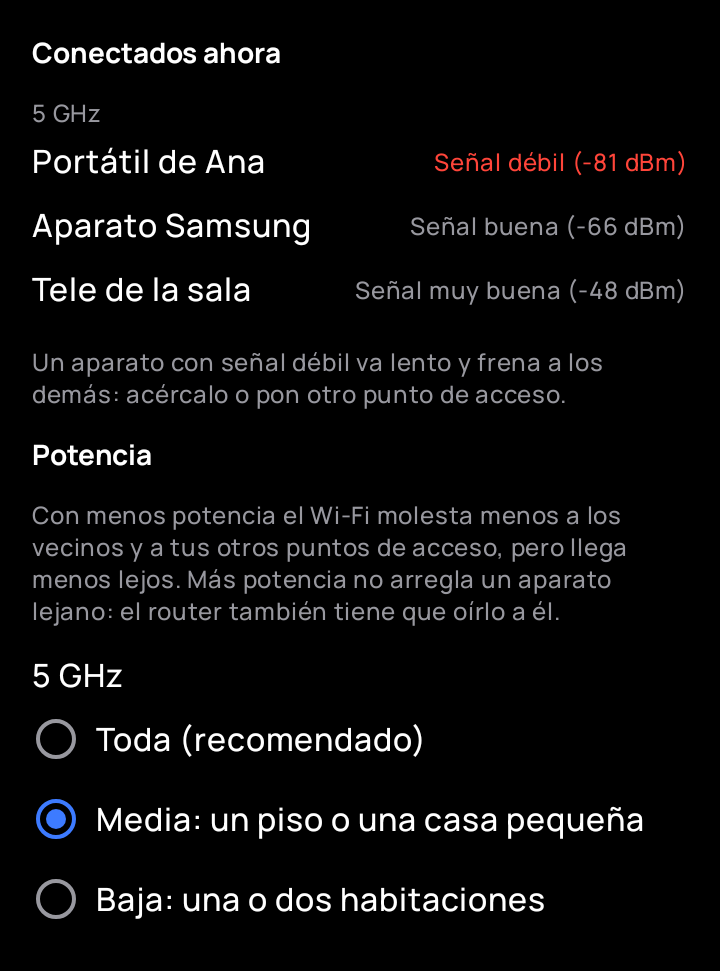 Conectados ahora
5 GHz
Portátil de Ana Señal débil (-81 dBm)
Aparato Samsung Señal buena (-66 dBm)
Tele de la sala Señal muy buena (-48 dBm)
Un aparato con señal débil va lento y frena a los
demás: acércalo o pon otro punto de acceso.
Potencia
Con menos potencia el Wi-Fi molesta menos a los
vecinos y a tus otros puntos de acceso, pero llega
menos lejos. Más potencia no arregla un aparato
lejano: el router también tiene que oírlo a él.
5 GHz
Toda (recomendado)
Media: un piso o una casa pequeña
Baja: una o dos habitaciones